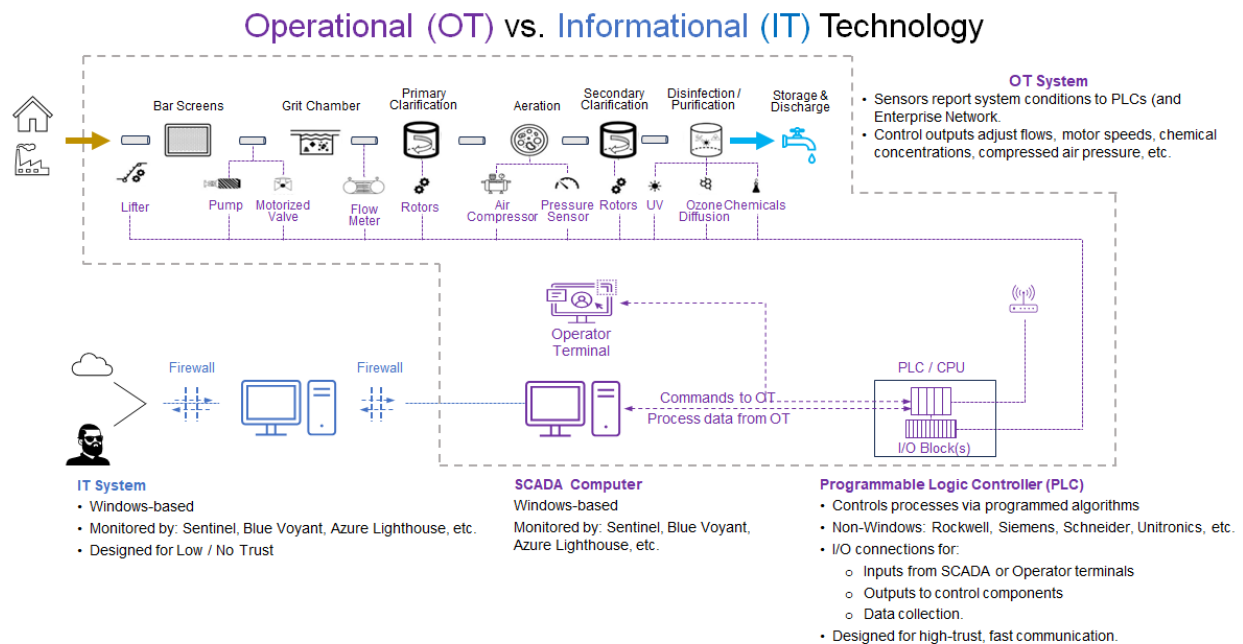 Operational (OT) vs. Informational (IT) Technology
Bar Screens
Grit Chamber
Primary
Clarification
Aeration
Secondary
Clarification
Disinfection /
Purification
Storage &
Discharge
OT System
• Sensors report system conditions to PLCs (and
Enterprise Network.
• Control outputs adjust flows, motor speeds, chemical
concentrations, compressed air pressure, etc.
Lifter
Pump
Motorized
Valve
Flow
Meter
Rotors
Air
Compressor
Pressure
Sensor
Rotors
UV
Ozone
Diffusion
Chemicals
Operator
Terminal
Firewall
Firewall
PLC / CPU
Commands to OT
Process data from OT
I/O Block(s)
IT System
• Windows-based
• Monitored by: Sentinel, Blue Voyant, Azure Lighthouse, etc.
• Designed for Low / No Trust
SCADA Computer
Windows-based
Monitored by: Sentinel, Blue Voyant,
Azure Lighthouse, etc.
Programmable Logic Controller (PLC)
• Controls processes via programmed algorithms
• Non-Windows: Rockwell, Siemens, Schneider, Unitronics, etc.
• I/O connections for:
o Inputs from SCADA or Operator terminals
o Outputs to control components
o Data collection.
• Designed for high-trust, fast communication.